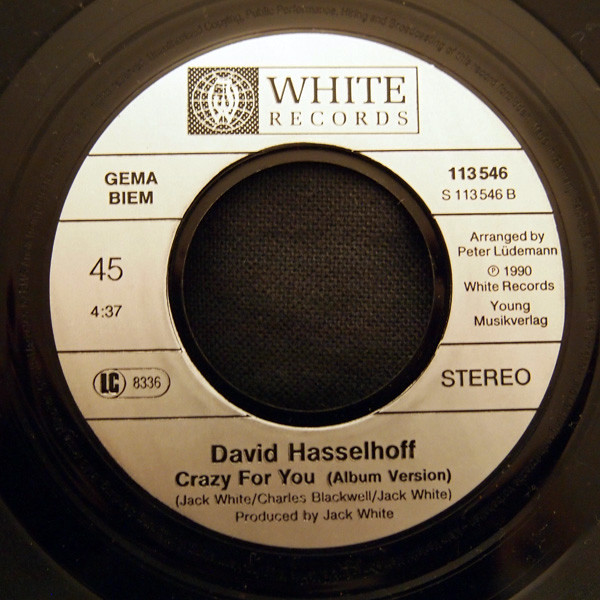 WHITE
RECORDS
GEMA
BIEM
113 546
S 113 546 B
45
4:37
Arranged by
Peter Lüdemann
℗ 1990
White Records
Young
Musikverlag
LC 8336
STEREO
David Hasselhoff
Crazy For You (Album Version)
(Jack White/Charles Blackwell/Jack White)
Produced by Jack White